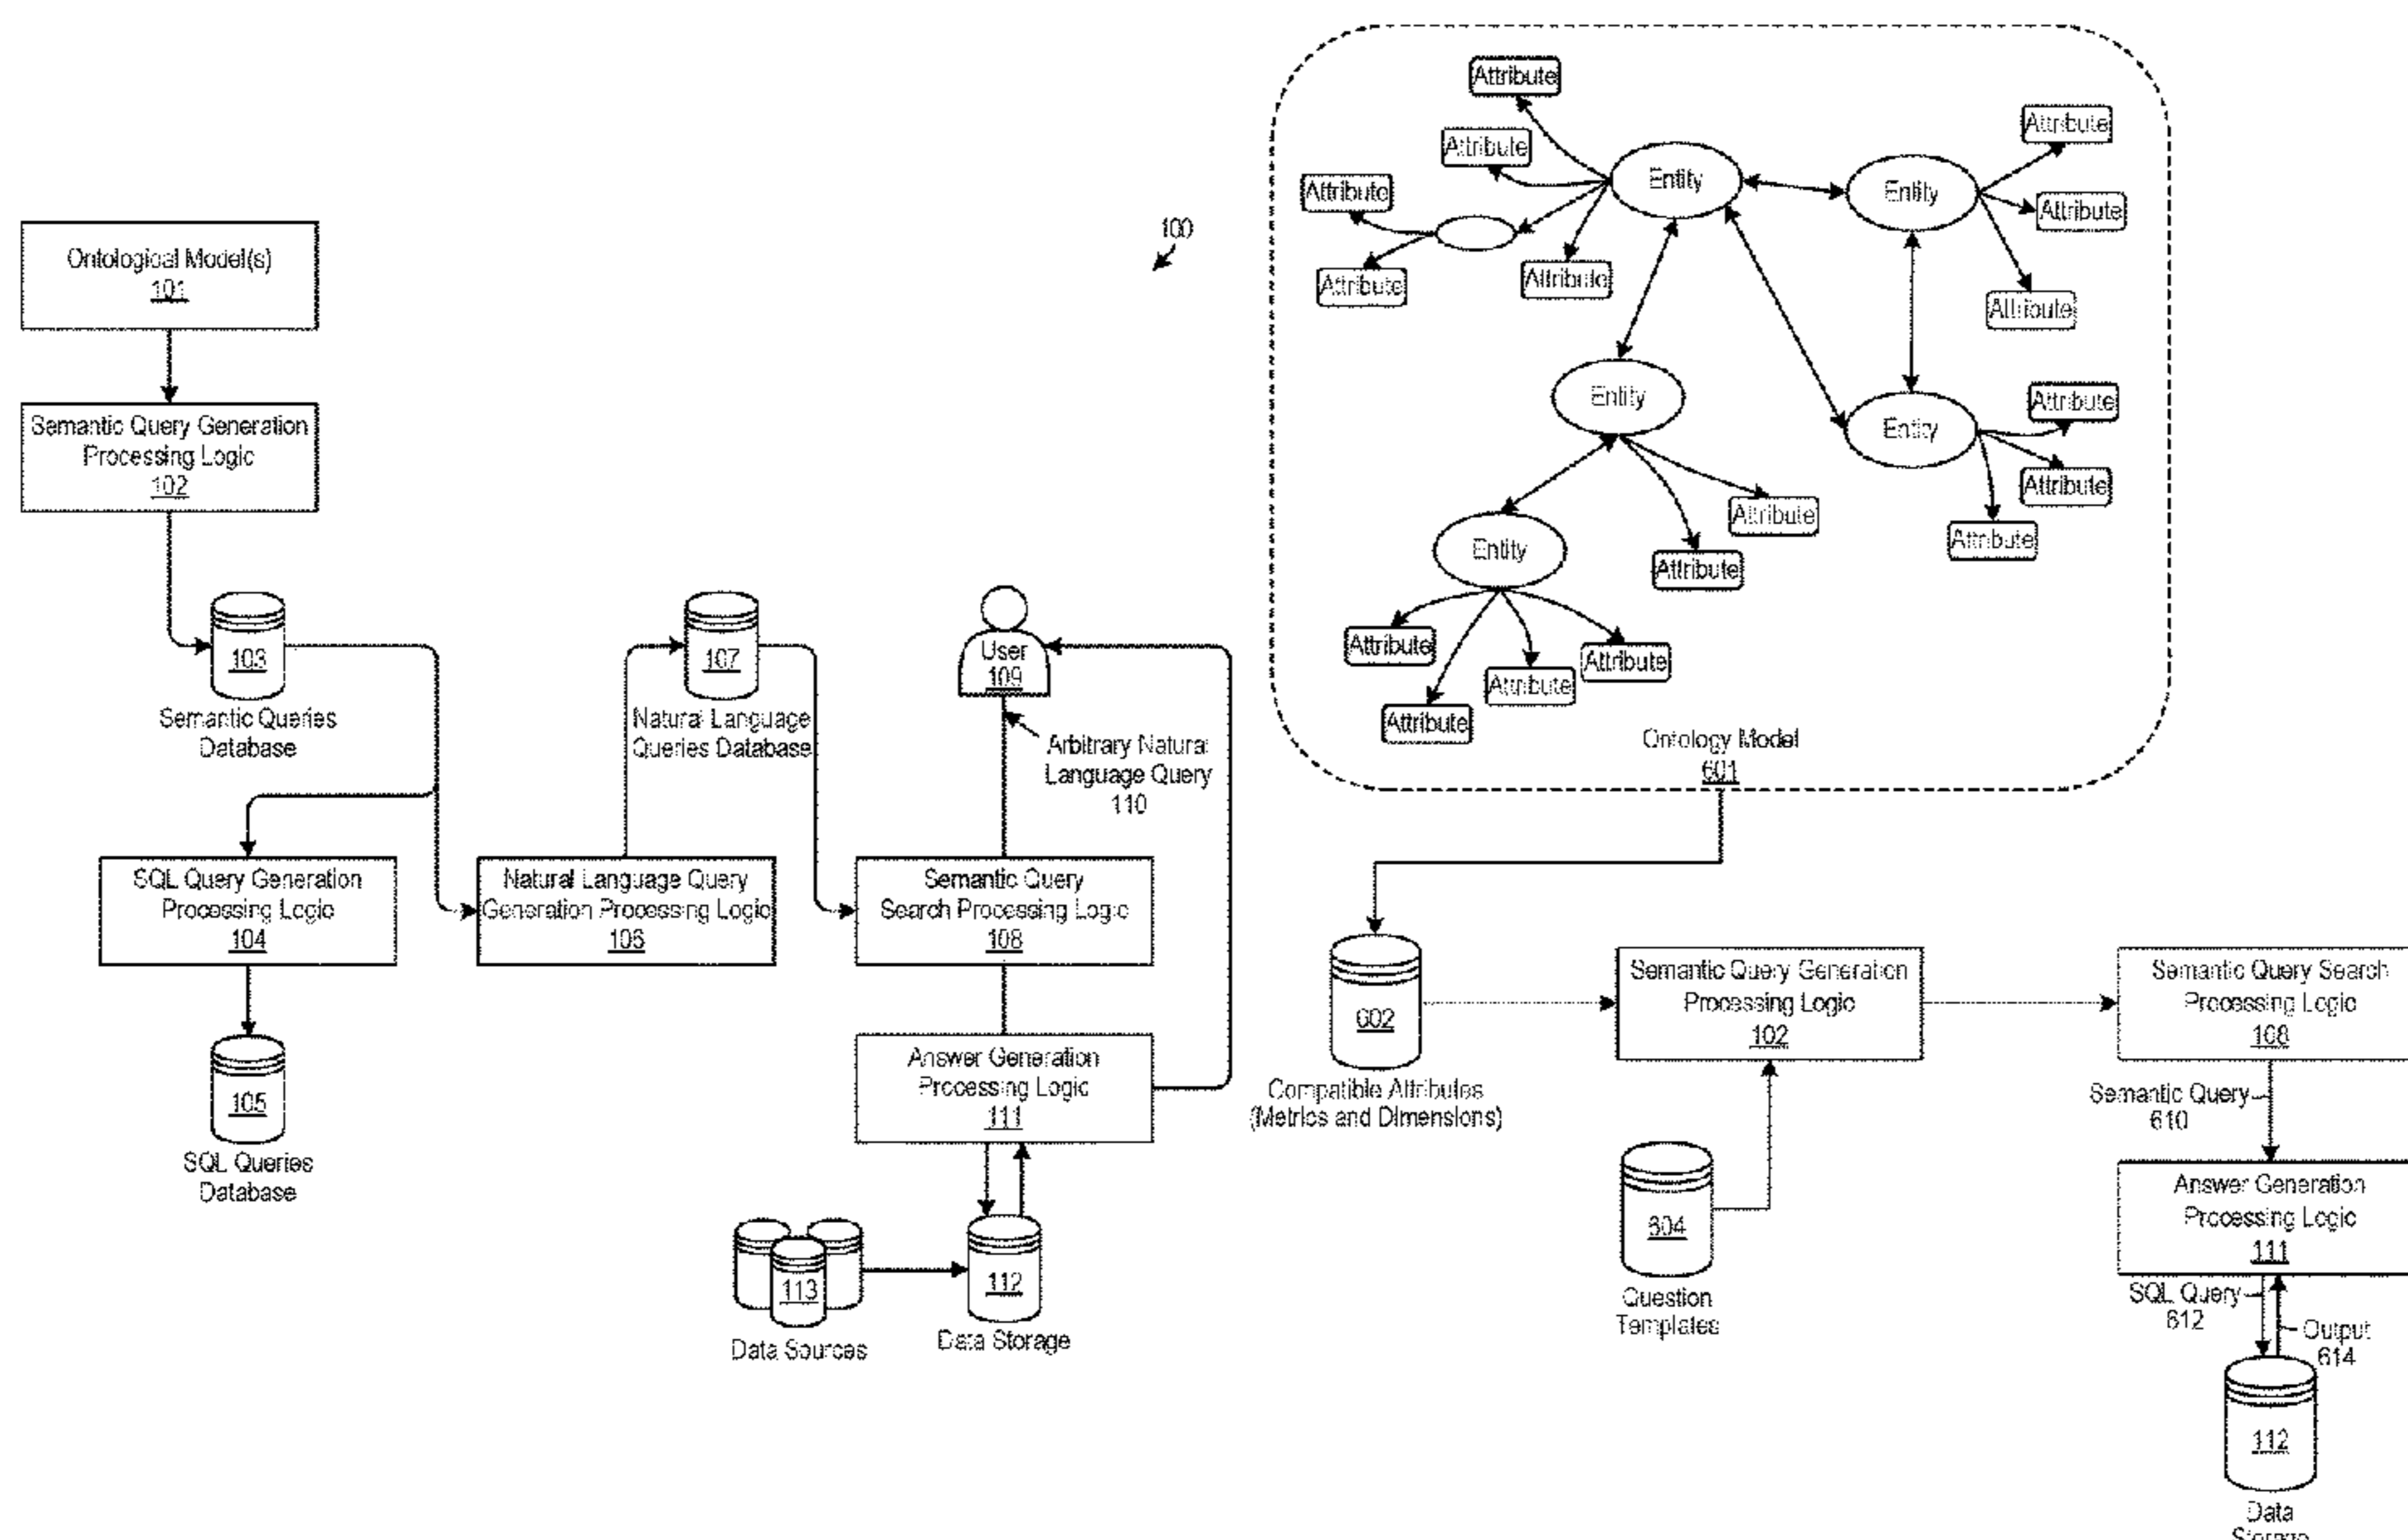 100
Ontological Model(s)
101
Semantic Query Generation
Processing Logic
102
103
Semantic Queries
Database
107
Natural Language
Queries Database
User
109
Arbitrary Natural
Language Query
110
SQL Query Generation
Processing Logic
104
Natural Language Query
Generation Processing Logic
106
Semantic Query
Search Processing Logic
108
105
SQL Queries
Database
Answer Generation
Processing Logic
111
113
Data Sources
112
Data Storage
Attribute
Attribute
Attribute
Attribute
Attribute
Entity
Entity
Attribute
Attribute
Attribute
Entity
Entity
Attribute
Attribute
Attribute
Attribute
Attribute
Entity
Attribute
Attribute
Attribute
Attribute
Ontology Model
601
602
Compatible Attributes
(Metrics and Dimensions)
Semantic Query Generation
Processing Logic
102
Semantic Query Search
Processing Logic
108
604
Question
Templates
Semantic Query
610
Answer Generation
Processing Logic
111
SQL Query
612
Output
614
112
Data
Storage